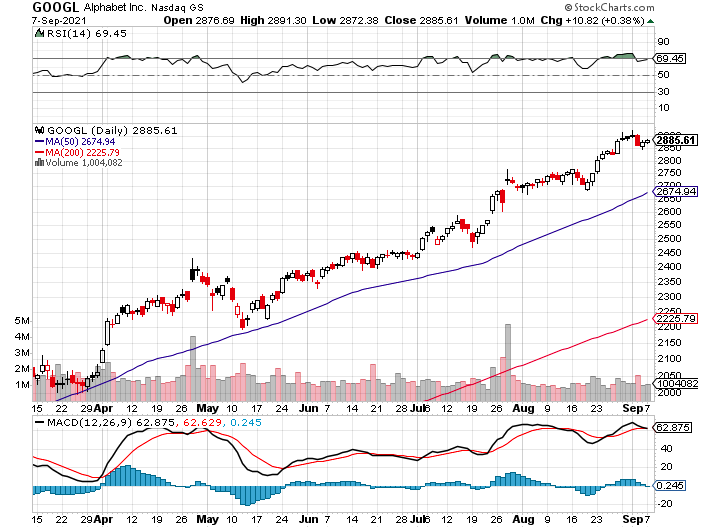 GOOGL Alphabet Inc. Nasdaq GS © StockCharts.com
7-Sep-2021 Open 2876.69 High 2891.30 Low 2872.38 Close 2885.61 Volume 1.0M Chg +10.82 (+0.38%)
RSI(14) 69.45
90
70
69.45
50
30
10
GOOGL (Daily) 2885.61
MA(50) 2674.94
MA(200) 2225.79
Volume 1,004,082
2885.61
2850
2800
2750
2700
2674.94
2650
2600
2550
2500
2450
2400
2350
2300
2250
2225.79
2200
2150
2100
2050
2000
5M
4M
3M
2M
1M
1004082
15 22 29 Apr 12 19 26 May 10 17 24 Jun 7 14 21 28 Jul 6 12 19 26 Aug 9 16 23 Sep 7
MACD(12,26,9) 62.875, 62.629, 0.245
62.875
40
20
0.245
-20
15 22 29 Apr 12 19 26 May 10 17 24 Jun 7 14 21 28 Jul 6 12 19 26 Aug 9 16 23 Sep 7